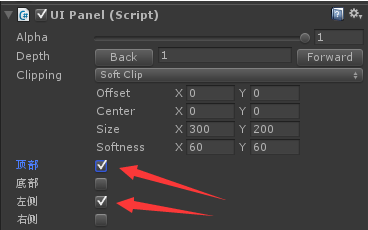 UI Panel (Script)
Alpha 1
Depth Back 1 Forward
Clipping Soft Clip
Offset X 0 Y 0
Center X 0 Y 0
Size X 300 Y 200
Softness X 60 Y 60
顶部
底部
左侧
右侧